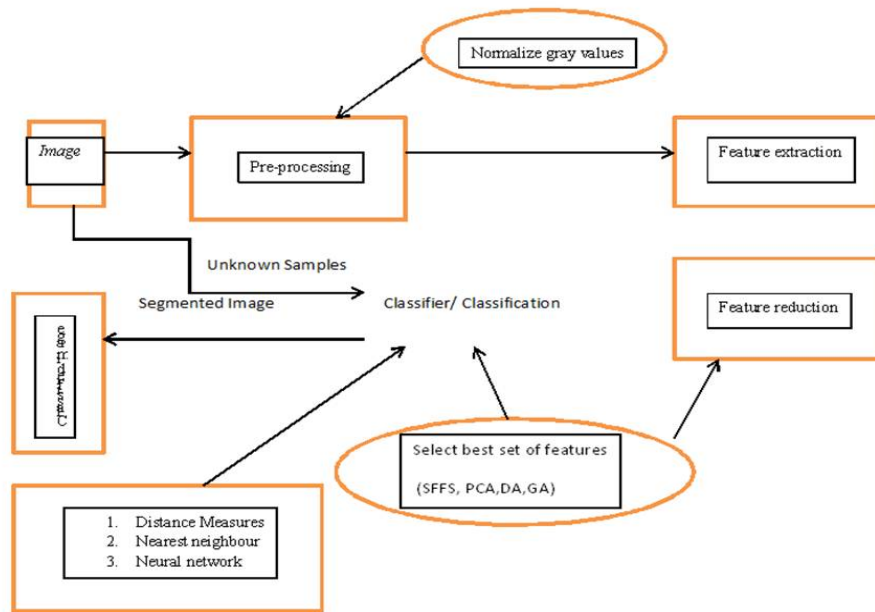 Normalize gray values
Image
Pre-processing
Feature extraction
Unknown Samples
Segmented Image
Classifier/ Classification
Feature reduction
Select best set of features
(SFFS, PCA,DA,GA)
1. Distance Measures
2. Nearest neighbour
3. Neural network